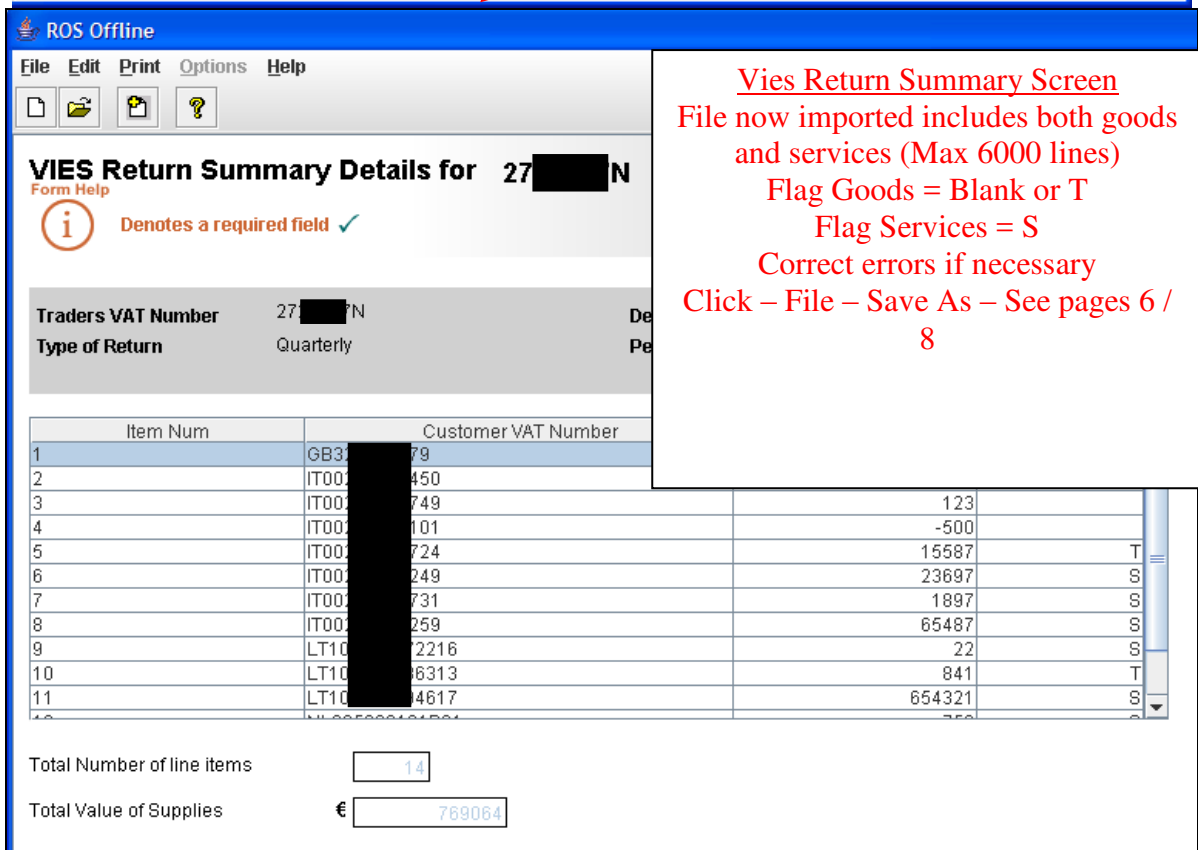 ROS Offline
File Edit Print Options Help
Vies Return Summary Screen
File now imported includes both goods
and services (Max 6000 lines)
Flag Goods = Blank or T
Flag Services = S
Correct errors if necessary
Click – File – Save As – See pages 6 /
8
VIES Return Summary Details for 27 N
Form Help
i Denotes a required field ✓
Traders VAT Number 27 7N De
Type of Return Quarterly Pe
Item Num Customer VAT Number
1 GB3 79
2 IT00 450
3 IT00 749 123
4 IT00 101 -500
5 IT00 724 15587 T
6 IT00 249 23697 S
7 IT00 731 1897 S
8 IT00 259 65487 S
9 LT10 72216 22 S
10 LT10 6313 841 T
11 LT10 4617 654321 S
Total Number of line items 14
Total Value of Supplies € 769064